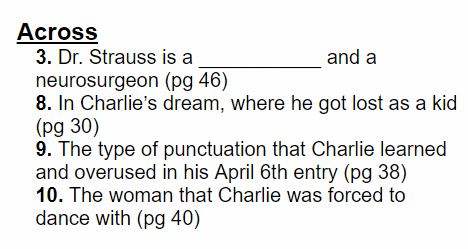 Across
3. Dr. Strauss is a ___________ and a
neurosurgeon (pg 46)
8. In Charlie’s dream, where he got lost as a kid
(pg 30)
9. The type of punctuation that Charlie learned
and overused in his April 6th entry (pg 38)
10. The woman that Charlie was forced to
dance with (pg 40)